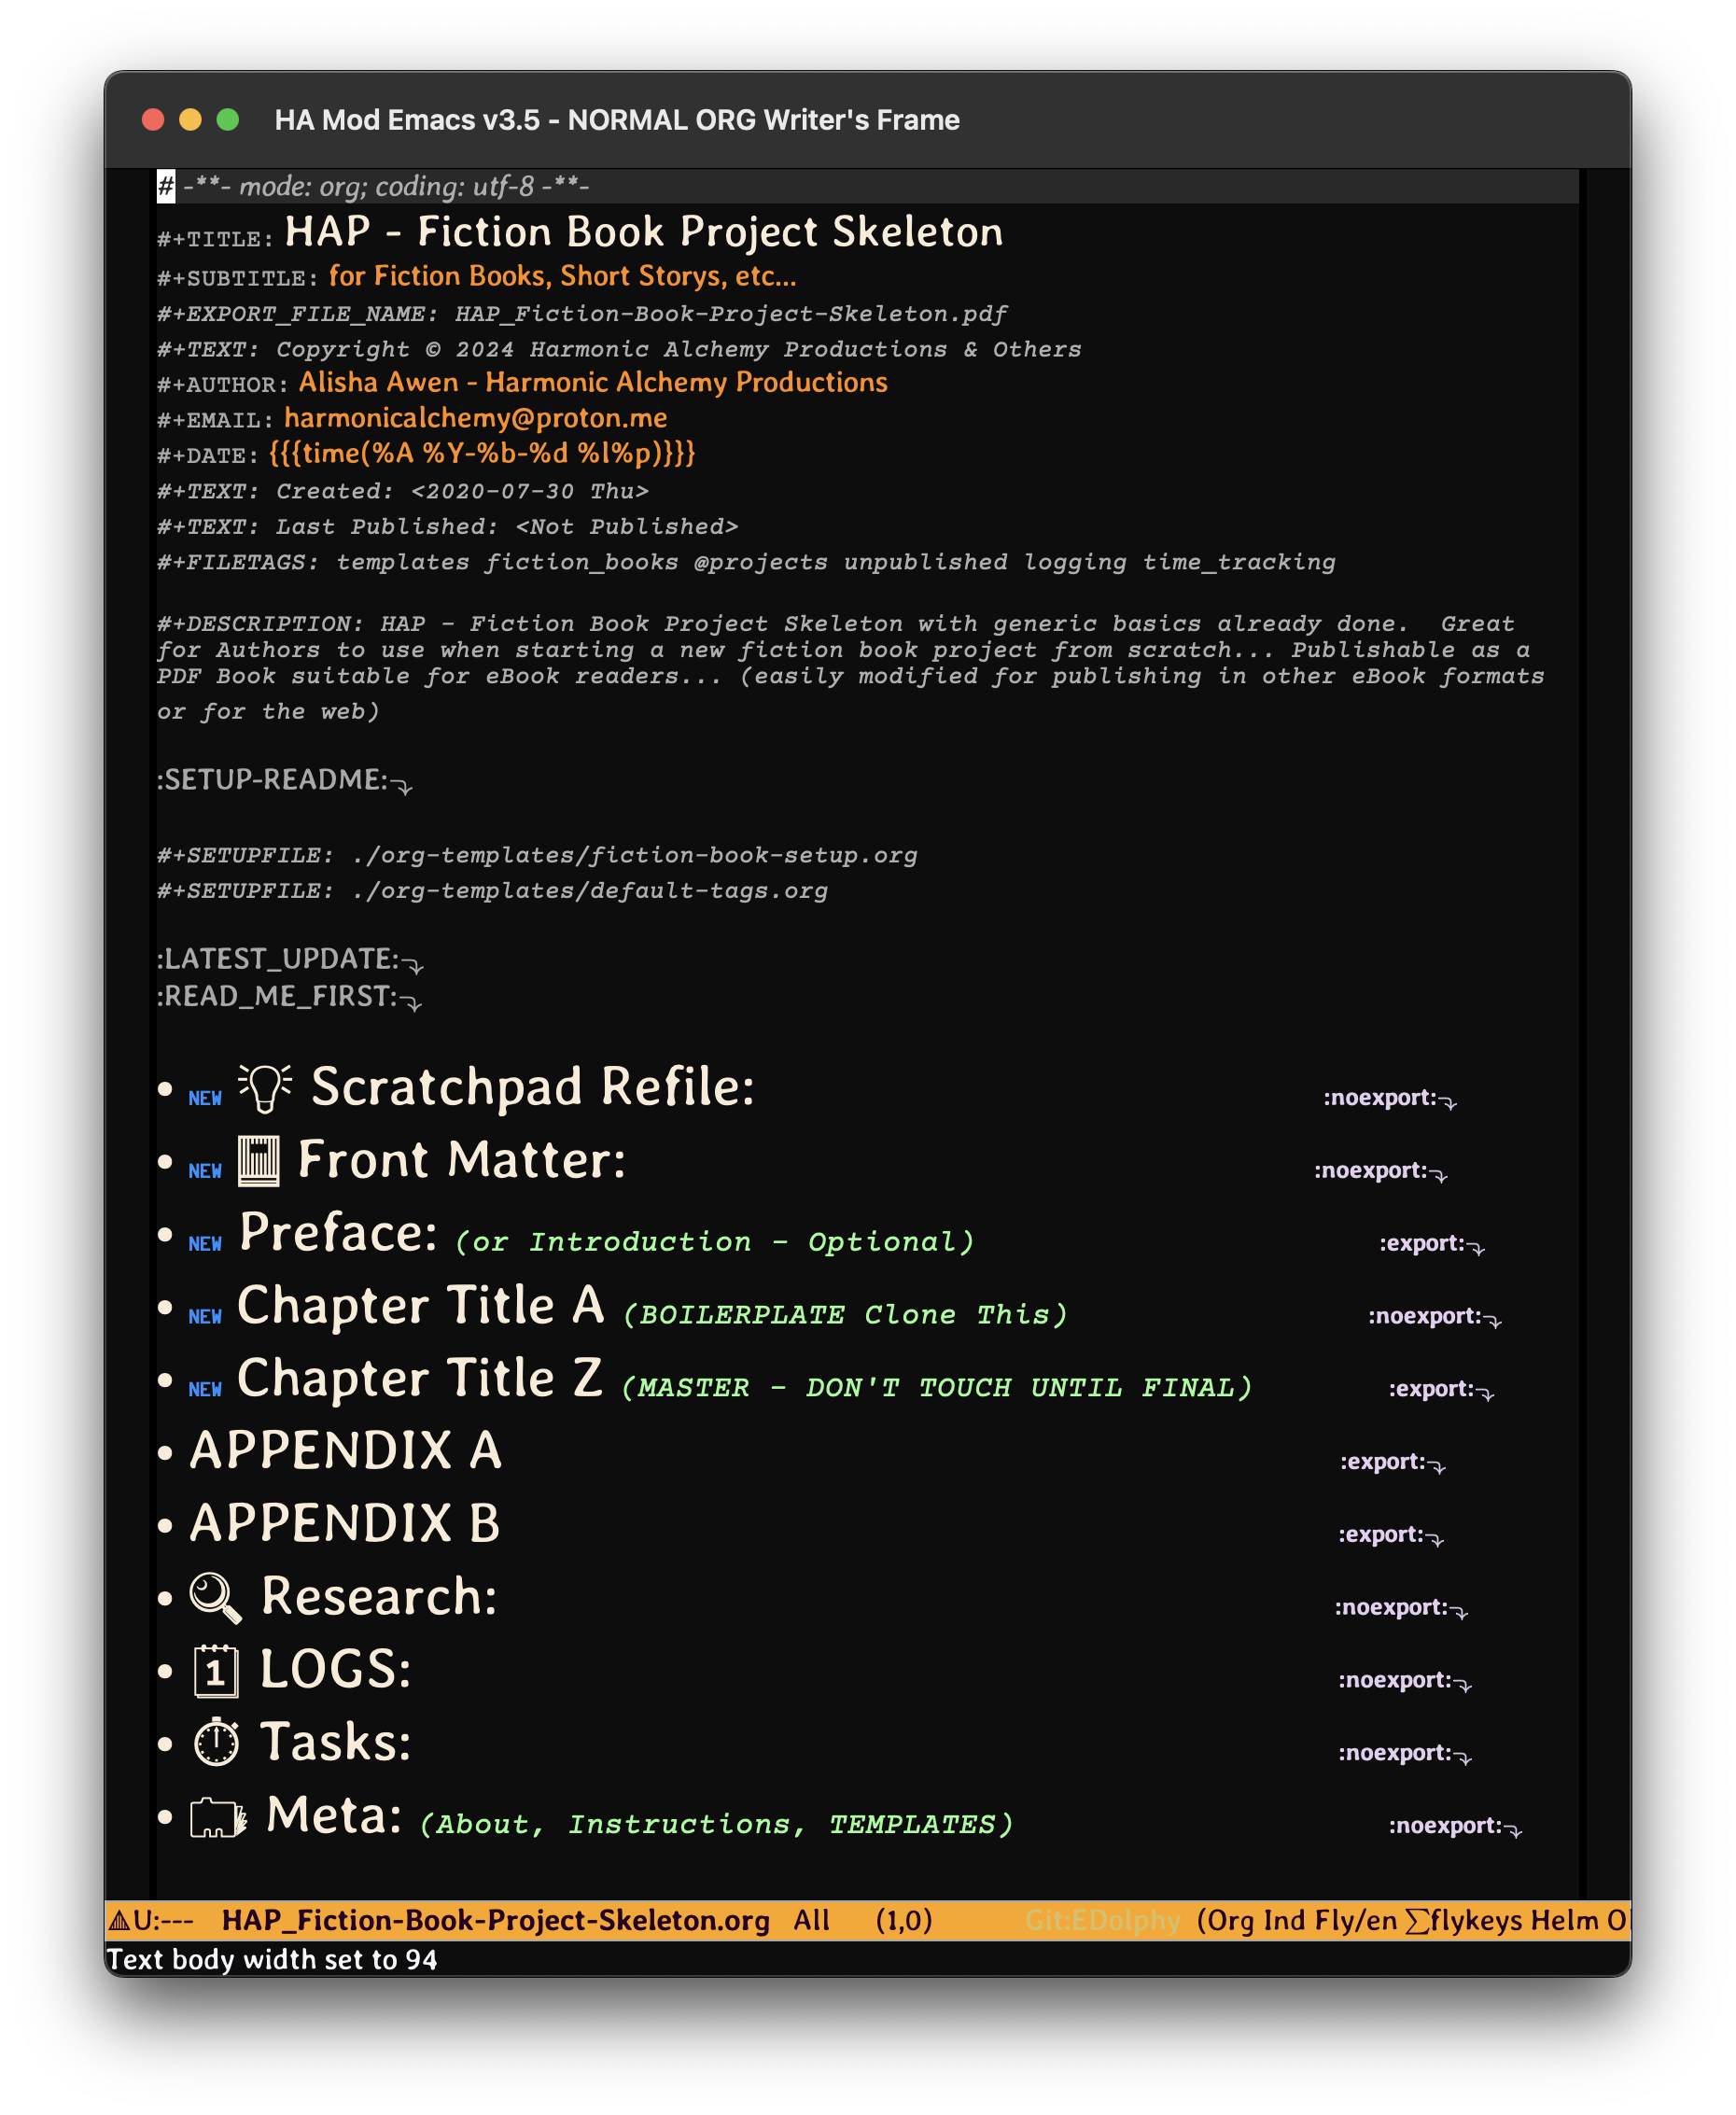 HA Mod Emacs v3.5 - NORMAL ORG Writer's Frame
# -**- mode: org; coding: utf-8 -**-
#+TITLE: HAP - Fiction Book Project Skeleton
#+SUBTITLE: for Fiction Books, Short Storys, etc...
#+EXPORT_FILE_NAME: HAP_Fiction-Book-Project-Skeleton.pdf
#+TEXT: Copyright © 2024 Harmonic Alchemy Productions & Others
#+AUTHOR: Alisha Awen - Harmonic Alchemy Productions
#+EMAIL: harmonicalchemy@proton.me
#+DATE: {{{time(%A %Y-%b-%d %l%p)}}}
#+TEXT: Created: <2020-07-30 Thu>
#+TEXT: Last Published: <Not Published>
#+FILETAGS: templates fiction_books @projects unpublished logging time_tracking
#+DESCRIPTION: HAP - Fiction Book Project Skeleton with generic basics already done.  Great
for Authors to use when starting a new fiction book project from scratch... Publishable as a
PDF Book suitable for eBook readers... (easily modified for publishing in other eBook formats
or for the web)
:SETUP-README:
#+SETUPFILE: ./org-templates/fiction-book-setup.org
#+SETUPFILE: ./org-templates/default-tags.org
:LATEST_UPDATE:
:READ_ME_FIRST:
• NEW Scratchpad Refile: :noexport:
• NEW Front Matter: :noexport:
• NEW Preface: (or Introduction - Optional) :export:
• NEW Chapter Title A (BOILERPLATE Clone This) :noexport:
• NEW Chapter Title Z (MASTER - DON'T TOUCH UNTIL FINAL) :export:
• APPENDIX A :export:
• APPENDIX B :export:
• Research: :noexport:
• 1 LOGS: :noexport:
• Tasks: :noexport:
• Meta: (About, Instructions, TEMPLATES) :noexport:
U:--- HAP_Fiction-Book-Project-Skeleton.org All (1,0) Git:EDolphy (Org Ind Fly/en ∑flykeys Helm O
Text body width set to 94